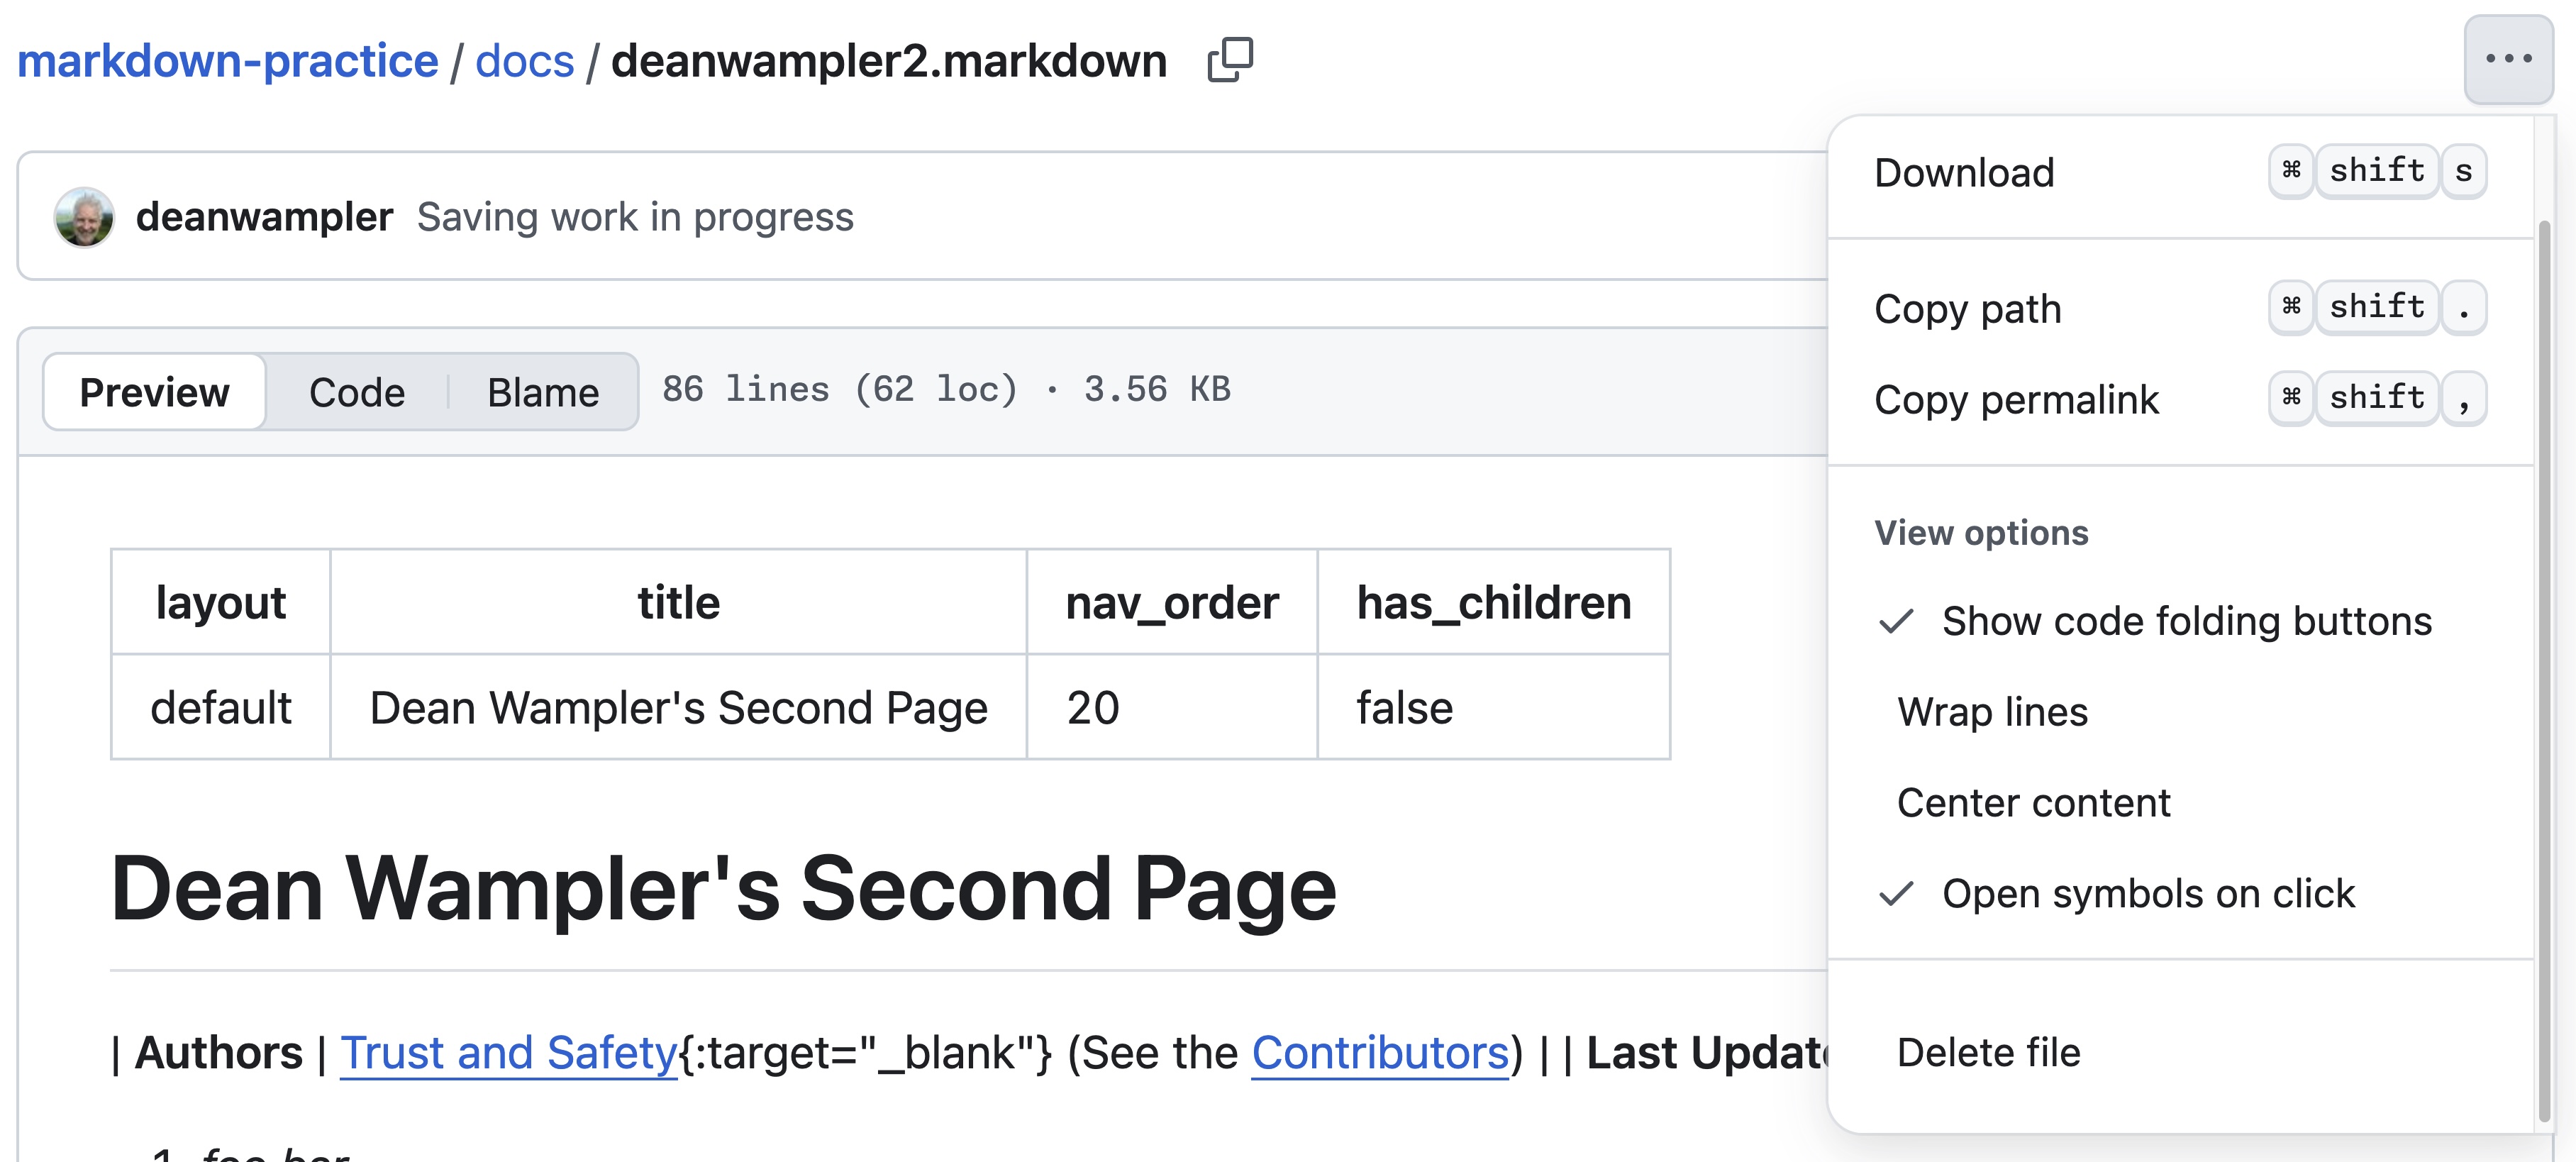 markdown-practice / docs / deanwampler2.markdown
deanwampler Saving work in progress
Preview Code Blame 86 lines (62 loc) · 3.56 KB
layout title nav_order has_children
default Dean Wampler's Second Page 20 false
Dean Wampler's Second Page
| Authors | Trust and Safety{:target="_blank"} (See the Contributors) | | Last Update
1. foo bar
Download ⌘ shift s
Copy path ⌘ shift .
Copy permalink ⌘ shift ,
View options
✓ Show code folding buttons
Wrap lines
Center content
✓ Open symbols on click
Delete file